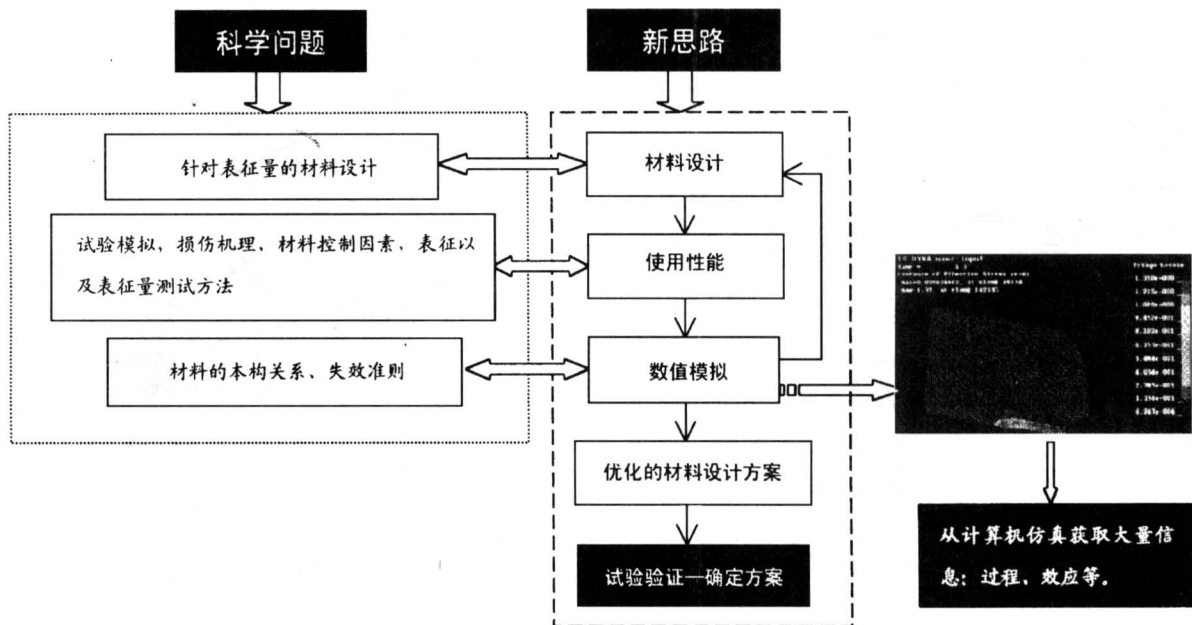 科学问题
新思路
针对表征量的材料设计
材料设计
试验模拟，损伤机理、材料控制因素、表征以
及表征量测试方法
使用性能
材料的本构关系、失效准则
数值模拟
优化的材料设计方案
试验验证—确定方案
Fringe Levels
从计算机仿真获取大量信
息：过程、效应等。